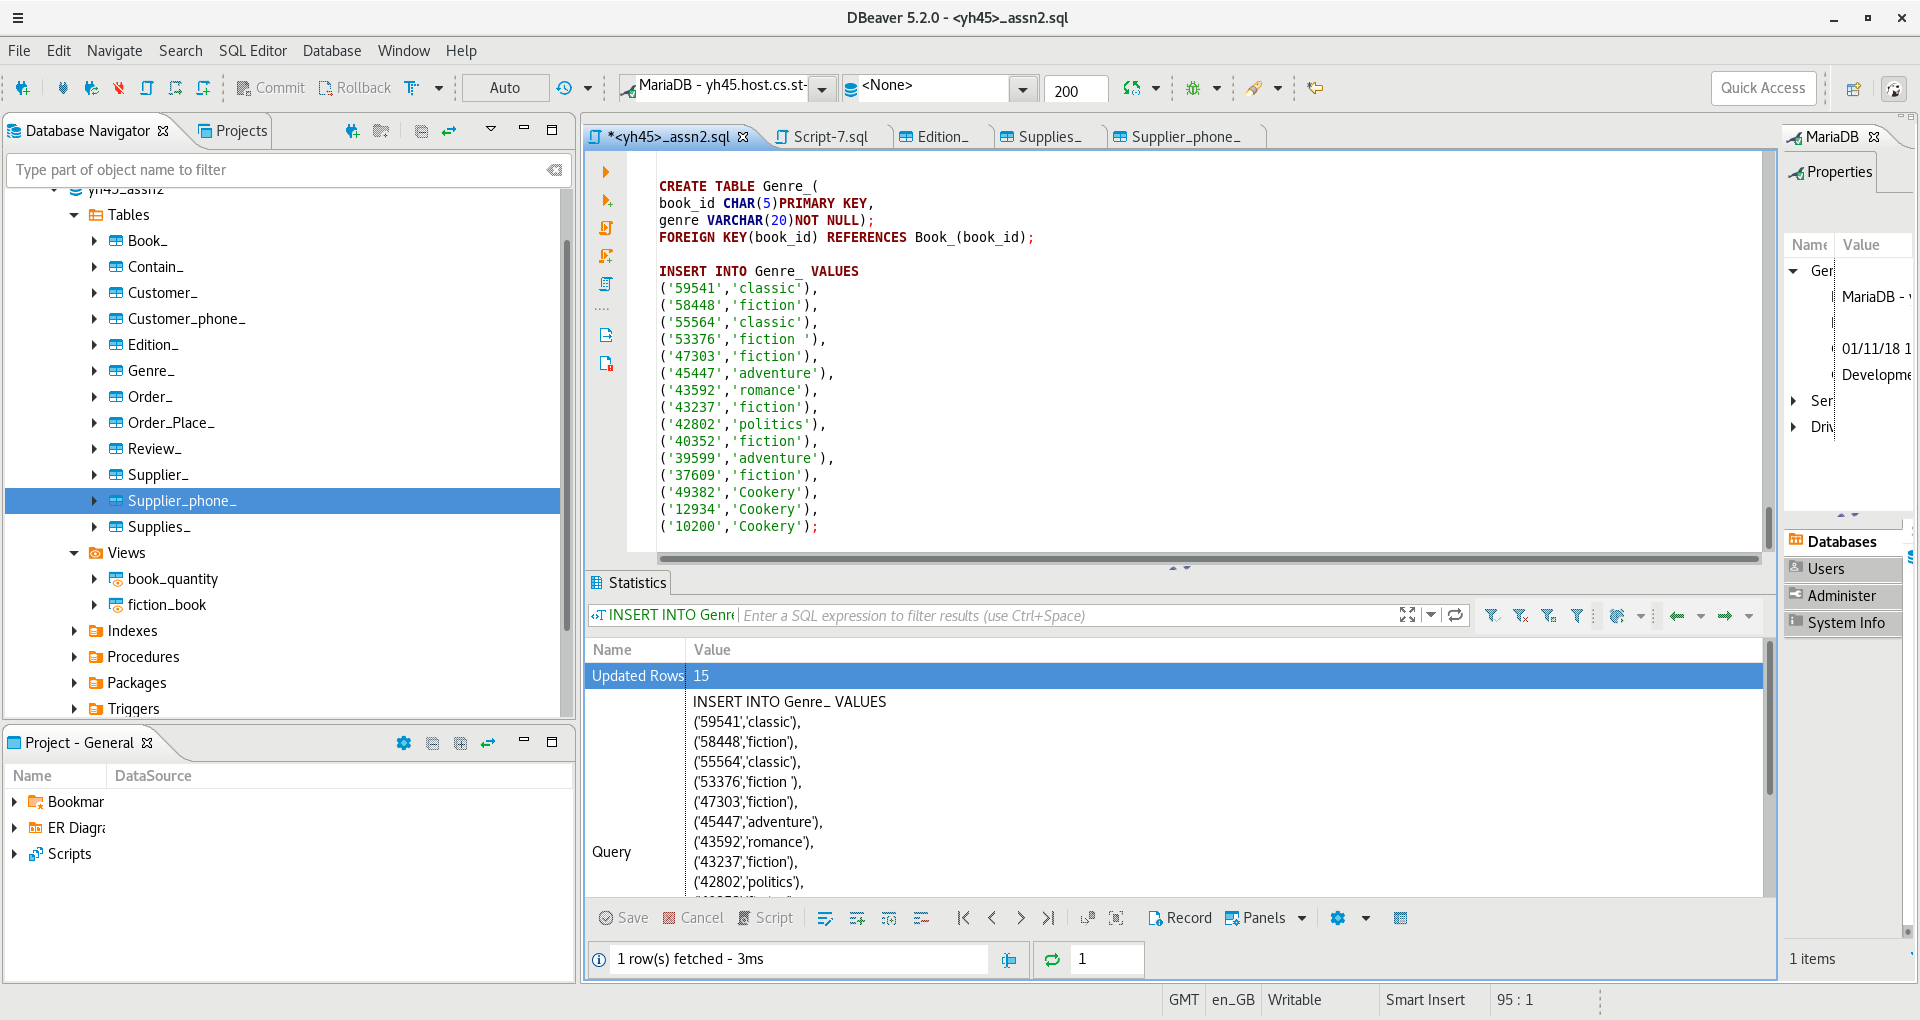 DBeaver 5.2.0 - <yh45>_assn2.sql
File Edit Navigate Search SQL Editor Database Window Help
Commit Rollback Auto MariaDB - yh45.host.cs.st- <None> 200 Quick Access
Database Navigator Projects
Type part of object name to filter
yh45_assn2
Tables
Book_
Contain_
Customer_
Customer_phone_
Edition_
Genre_
Order_
Order_Place_
Review_
Supplier_
Supplier_phone_
Supplies_
Views
book_quantity
fiction_book
Indexes
Procedures
Packages
Triggers
Project - General
Name DataSource
Bookmar
ER Diagra
Scripts
*<yh45>_assn2.sql Script-7.sql Edition_ Supplies_ Supplier_phone_
CREATE TABLE Genre_(
book_id CHAR(5)PRIMARY KEY,
genre VARCHAR(20)NOT NULL);
FOREIGN KEY(book_id) REFERENCES Book_(book_id);
INSERT INTO Genre_ VALUES
('59541','classic'),
('58448','fiction'),
('55564','classic'),
('53376','fiction '),
('47303','fiction'),
('45447','adventure'),
('43592','romance'),
('43237','fiction'),
('42802','politics'),
('40352','fiction'),
('39599','adventure'),
('37609','fiction'),
('49382','Cookery'),
('12934','Cookery'),
('10200','Cookery');
Statistics
INSERT INTO Genre Enter a SQL expression to filter results (use Ctrl+Space)
Name Value
Updated Rows 15
Query
INSERT INTO Genre_ VALUES
('59541','classic'),
('58448','fiction'),
('55564','classic'),
('53376','fiction '),
('47303','fiction'),
('45447','adventure'),
('43592','romance'),
('43237','fiction'),
('42802','politics'),
Save Cancel Script Record Panels
1 row(s) fetched - 3ms 1
MariaDB
Properties
Name Value
Ger
MariaDB -
01/11/18 1
Developme
Ser
Driv
Databases
Users
Administer
System Info
1 items
GMT en_GB Writable Smart Insert 95 : 1